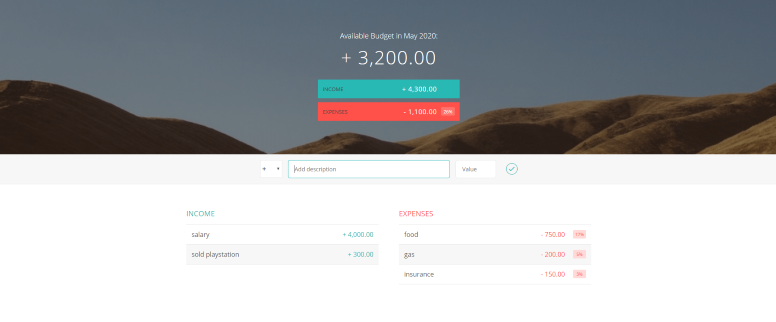 Available Budget in May 2020:
+ 3,200.00
INCOME + 4,300.00
EXPENSES - 1,100.00 26%
+ Add description Value
INCOME
salary + 4,000.00
sold playstation + 300.00
EXPENSES
food - 750.00 17%
gas - 200.00
insurance - 150.00 3%